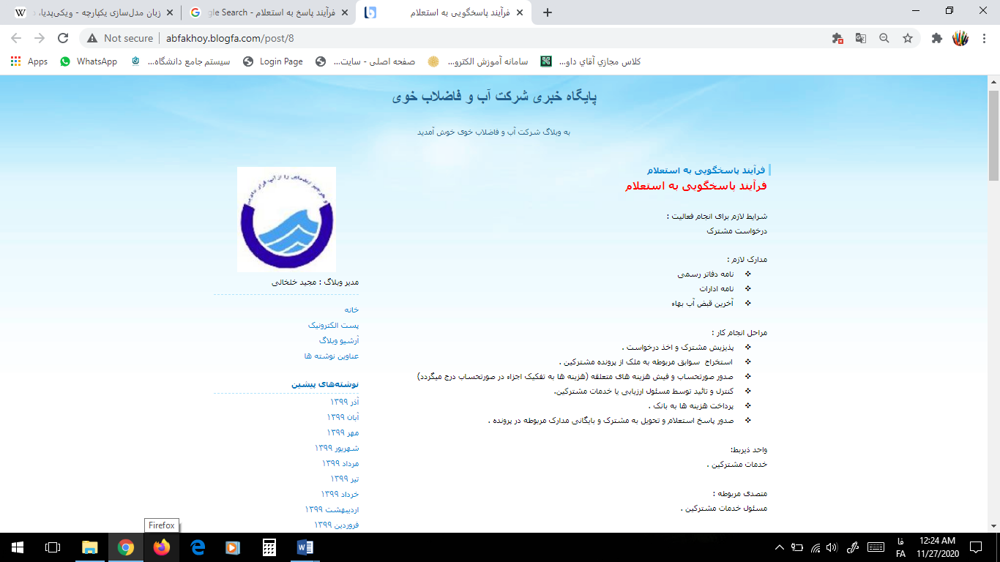 زبان مدل‌سازی یکپارچه - ویکی‌پدیا،
فرآیند پاسخ به استعلام - gle Search
فرآیند پاسخگویی به استعلام
Not secure
abfakhoy.blogfa.com/post/8
Apps
WhatsApp
سیستم جامع دانشگاه...
Login Page
صفحه اصلی - سایت...
سامانه آموزش الکترو...
کلاس مجازي آقاي داو...
پایگاه خبری شرکت آب و فاضلاب خوی
به وبلاگ شرکت آب و فاضلاب خوی خوش آمدید
فرآیند پاسخگویی به استعلام
فرآیند پاسخگویی به استعلام
شرایط لازم برای انجام فعالیت :
درخواست مشترک
مدارک لازم :
❖ نامه دفاتر رسمی
❖ نامه ادارات
❖ آخرین قبض آب بهاء
مراحل انجام کار :
❖ پذیزیش مشترک و اخذ درخواست .
❖ استخراج سوابق مربوطه به ملک از پرونده مشترکین .
❖ صدور صورتحساب و فیش هزینه های متعلقه (هزینه ها به تفکیک اجزاء در صورتحساب درج میگردد)
❖ کنترل و تائید توسط مسئول ارزیابی یا خدمات مشترکین.
❖ پرداخت هزینه ها به بانک .
❖ صدور پاسخ استعلام و تحویل به مشترک و بایگانی مدارک مربوطه در پرونده .
واحد ذیربط:
خدمات مشترکین .
متصدی مربوطه :
مسئول خدمات مشترکین .
مدیر وبلاگ : مجید خلخالی
خانه
پست الکترونیک
آرشیو وبلاگ
عناوین نوشته ها
نوشته‌های پیشین
آذر ۱۳۹۹
آبان ۱۳۹۹
مهر ۱۳۹۹
شهریور ۱۳۹۹
مرداد ۱۳۹۹
تیر ۱۳۹۹
خرداد ۱۳۹۹
اردیبهشت ۱۳۹۹
فروردین ۱۳۹۹
Firefox
فا
FA
12:24 AM
11/27/2020